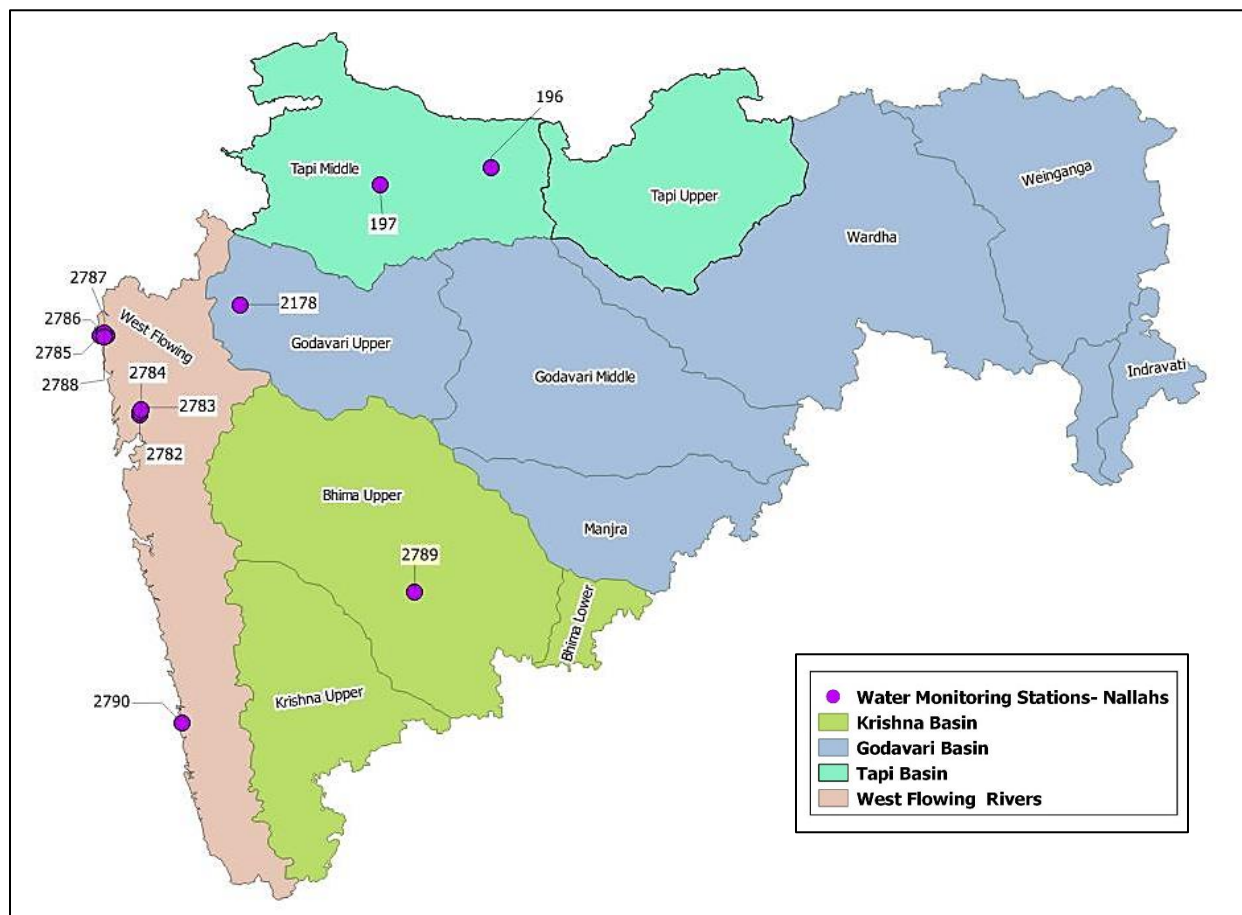 196
Tapi Middle
197
Tapi Upper
Weinganga
Wardha
2787
2786
2785
2788
West Flowing
2178
Godavari Upper
2784
2783
2782
Godavari Middle
Indravati
Bhima Upper
Manjra
2789
Bhima Lower
Krishna Upper
2790
Water Monitoring Stations- Nallahs
Krishna Basin
Godavari Basin
Tapi Basin
West Flowing Rivers